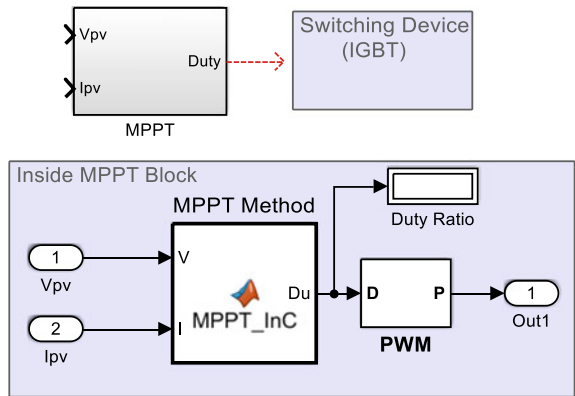 Vpv
Ipv
Duty
MPPT
Switching Device
(IGBT)
Inside MPPT Block
MPPT Method
1
Vpv
2
Ipv
V
I
MPPT_InC
Du
Duty Ratio
D
P
PWM
1
Out1